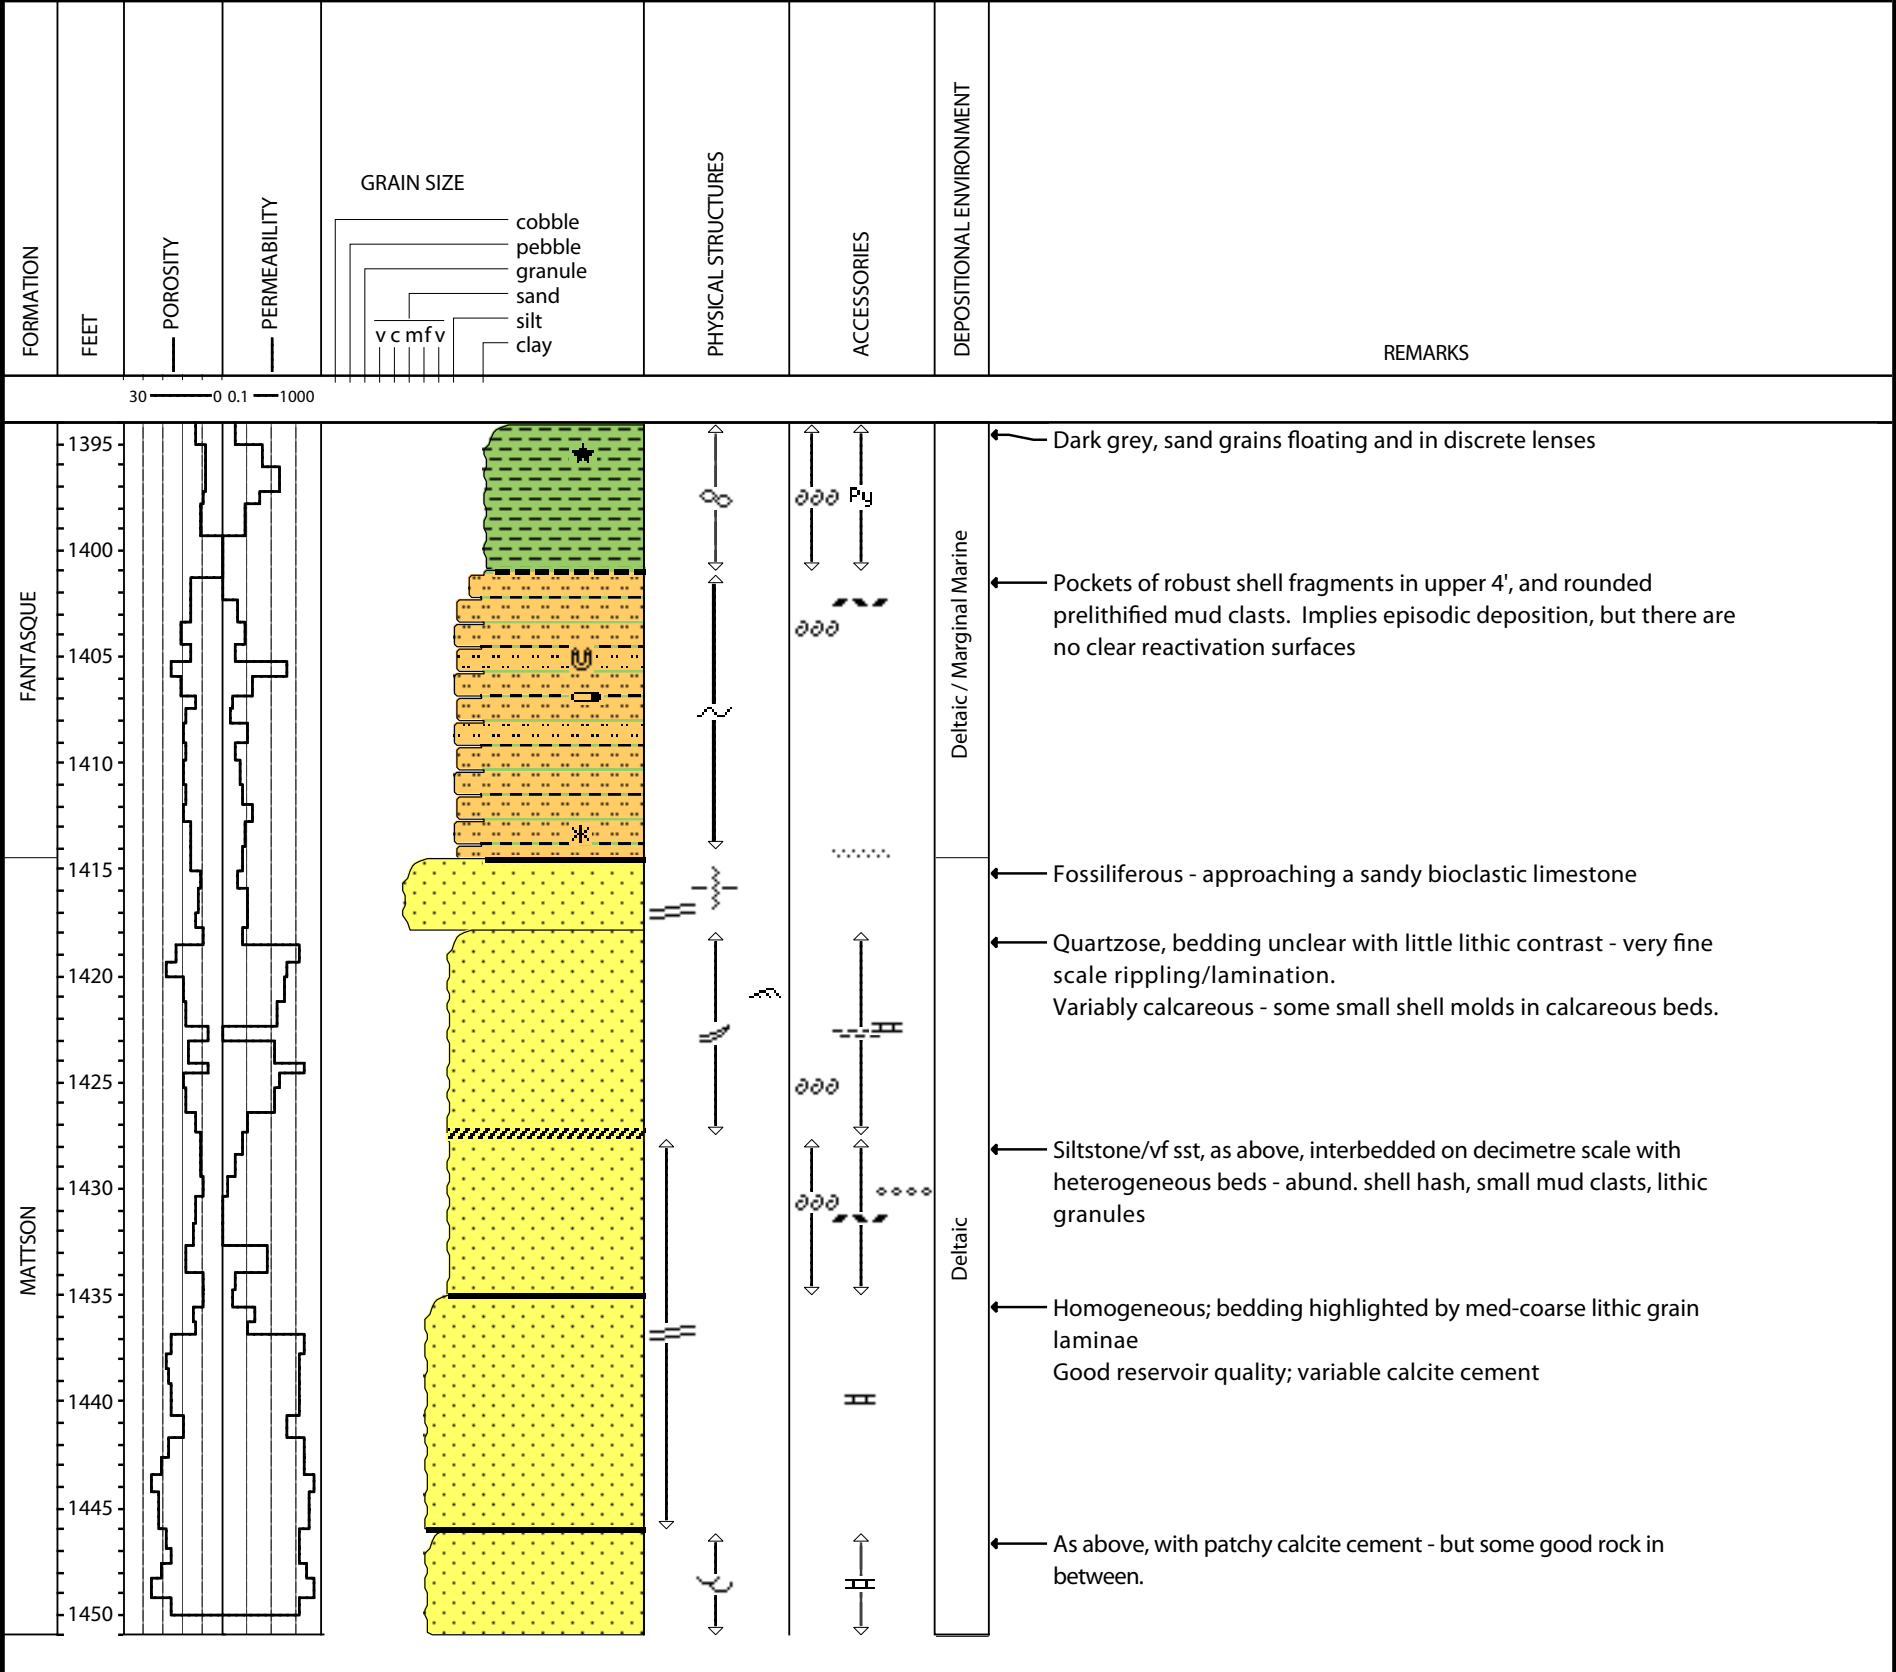 FORMATION
FEET
POROSITY
PERMEABILITY
GRAIN SIZE
cobble
pebble
granule
sand
silt
clay
v c m f v
PHYSICAL STRUCTURES
ACCESSORIES
DEPOSITIONAL ENVIRONMENT
REMARKS
30 0 0.1 1000
1395
1400
1405
1410
1415
1420
1425
1430
1435
1440
1445
1450
FANTASQUE
MATTSON
Py
Deltaic / Marginal Marine
Deltaic
Dark grey, sand grains floating and in discrete lenses
Pockets of robust shell fragments in upper 4', and rounded
prelithified mud clasts. Implies episodic deposition, but there are
no clear reactivation surfaces
Fossiliferous - approaching a sandy bioclastic limestone
Quartzose, bedding unclear with little lithic contrast - very fine
scale rippling/lamination.
Variably calcareous - some small shell molds in calcareous beds.
Siltstone/vf sst, as above, interbedded on decimetre scale with
heterogeneous beds - abund. shell hash, small mud clasts, lithic
granules
Homogeneous; bedding highlighted by med-coarse lithic grain
laminae
Good reservoir quality; variable calcite cement
As above, with patchy calcite cement - but some good rock in
between.